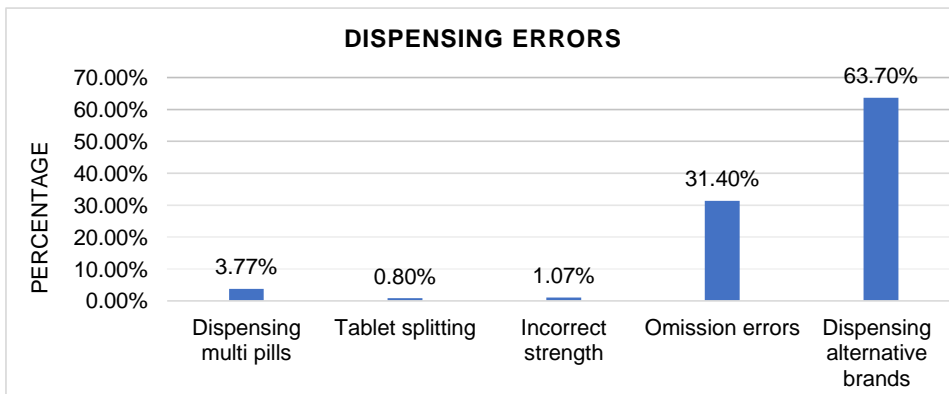 DISPENSING ERRORS
70.00%
60.00%
50.00%
40.00%
30.00%
20.00%
10.00%
0.00%
PERCENTAGE
3.77%
0.80%
1.07%
31.40%
63.70%
Dispensing
multi pills
Tablet splitting
Incorrect
strength
Omission errors
Dispensing
alternative
brands